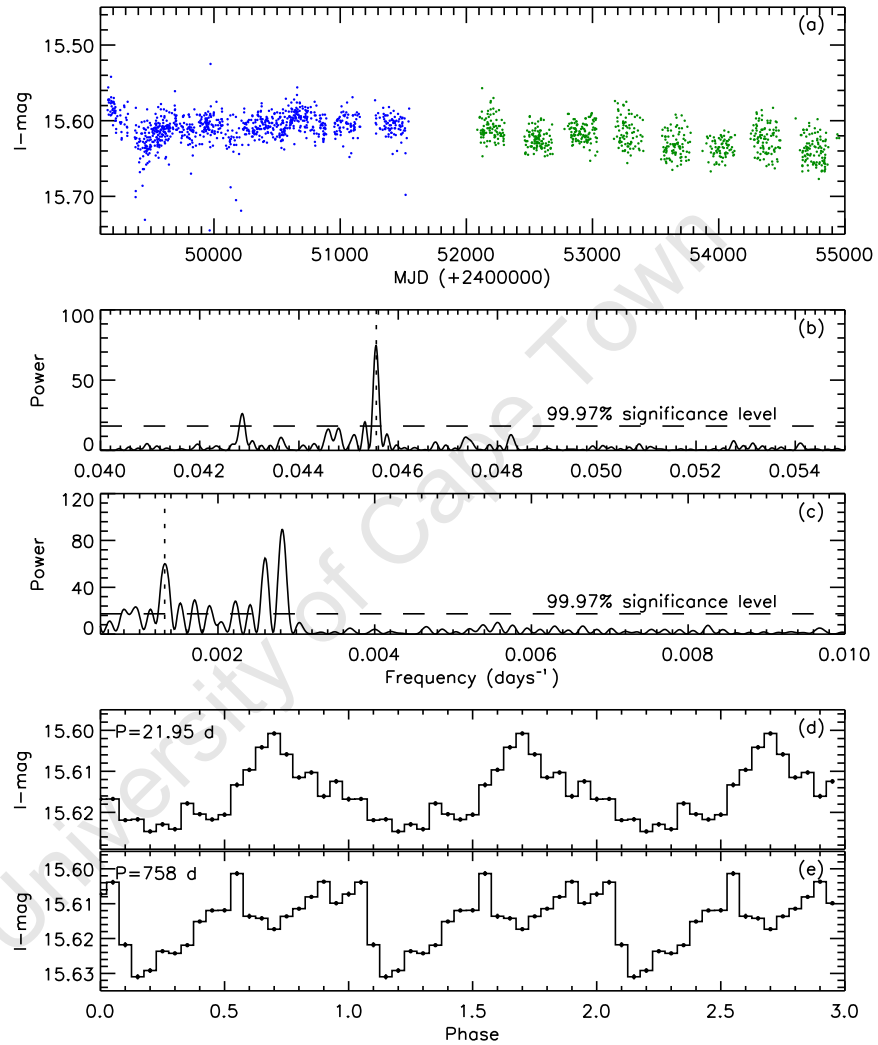 (a)
15.50
15.60
15.70
I-mag
50000 51000 52000 53000 54000 55000
MJD (+2400000)
(b)
100
50
0
Power
99.97% significance level
0.040 0.042 0.044 0.046 0.048 0.050 0.052 0.054
(c)
120
80
40
0
Power
99.97% significance level
0.002 0.004 0.006 0.008 0.010
Frequency (days⁻¹)
P=21.95 d
(d)
15.60
15.61
15.62
I-mag
P=758 d
(e)
15.60
15.61
15.62
15.63
I-mag
0.0 0.5 1.0 1.5 2.0 2.5 3.0
Phase
University of Cape Town